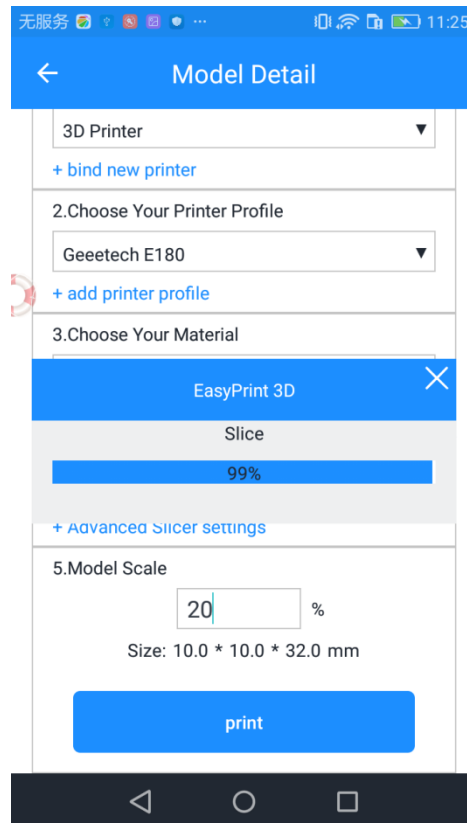 无服务 11:25
Model Detail
3D Printer
+ bind new printer
2.Choose Your Printer Profile
Geeetech E180
+ add printer profile
3.Choose Your Material
EasyPrint 3D
Slice
99%
+ Advanced Slicer settings
5.Model Scale
20 %
Size: 10.0 * 10.0 * 32.0 mm
print